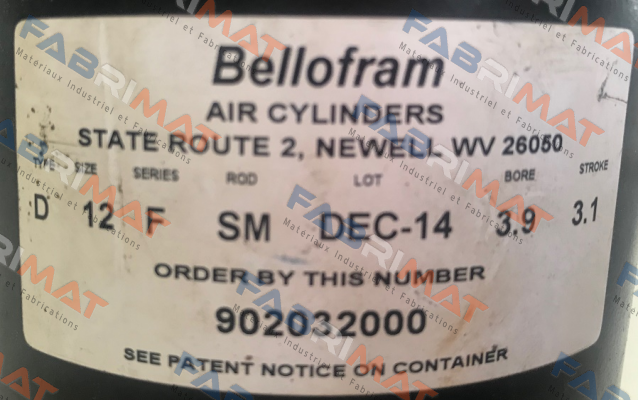 Bellofram
AIR CYLINDERS
STATE ROUTE 2, NEWELL WV 26050
TYPE SIZE SERIES ROD LOT BORE STROKE
D 12 F SM DEC-14 3.9 3.1
ORDER BY THIS NUMBER
902032000
SEE PATENT NOTICE ON CONTAINER
FABRIMAT
Matériaux Industriel et Fabrications